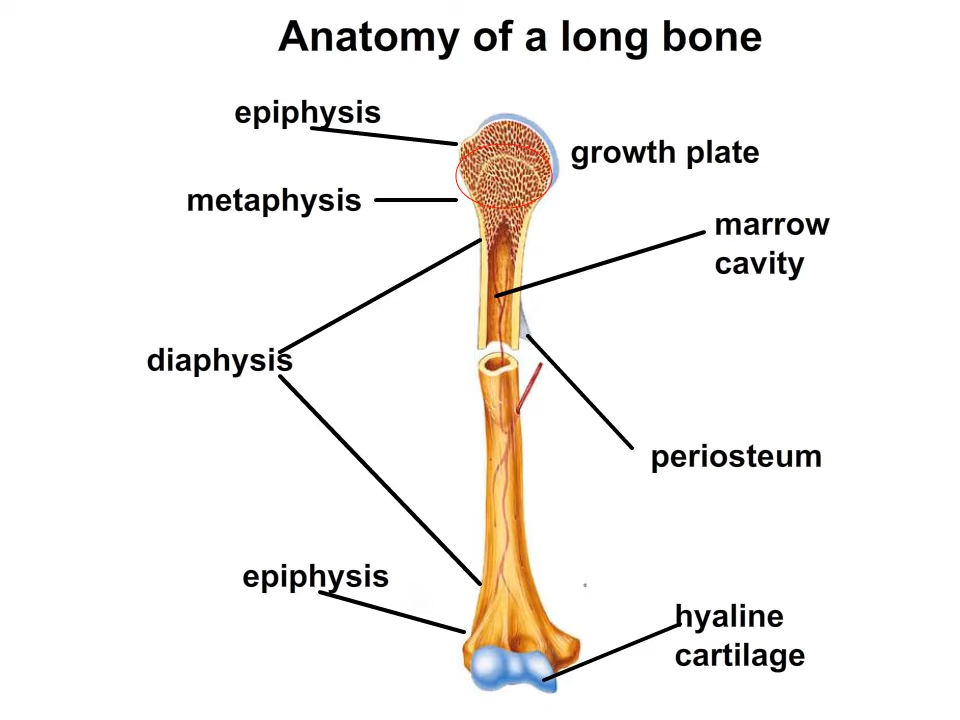 Anatomy of a long bone
epiphysis
growth plate
metaphysis
marrow
cavity
diaphysis
periosteum
epiphysis
hyaline
cartilage